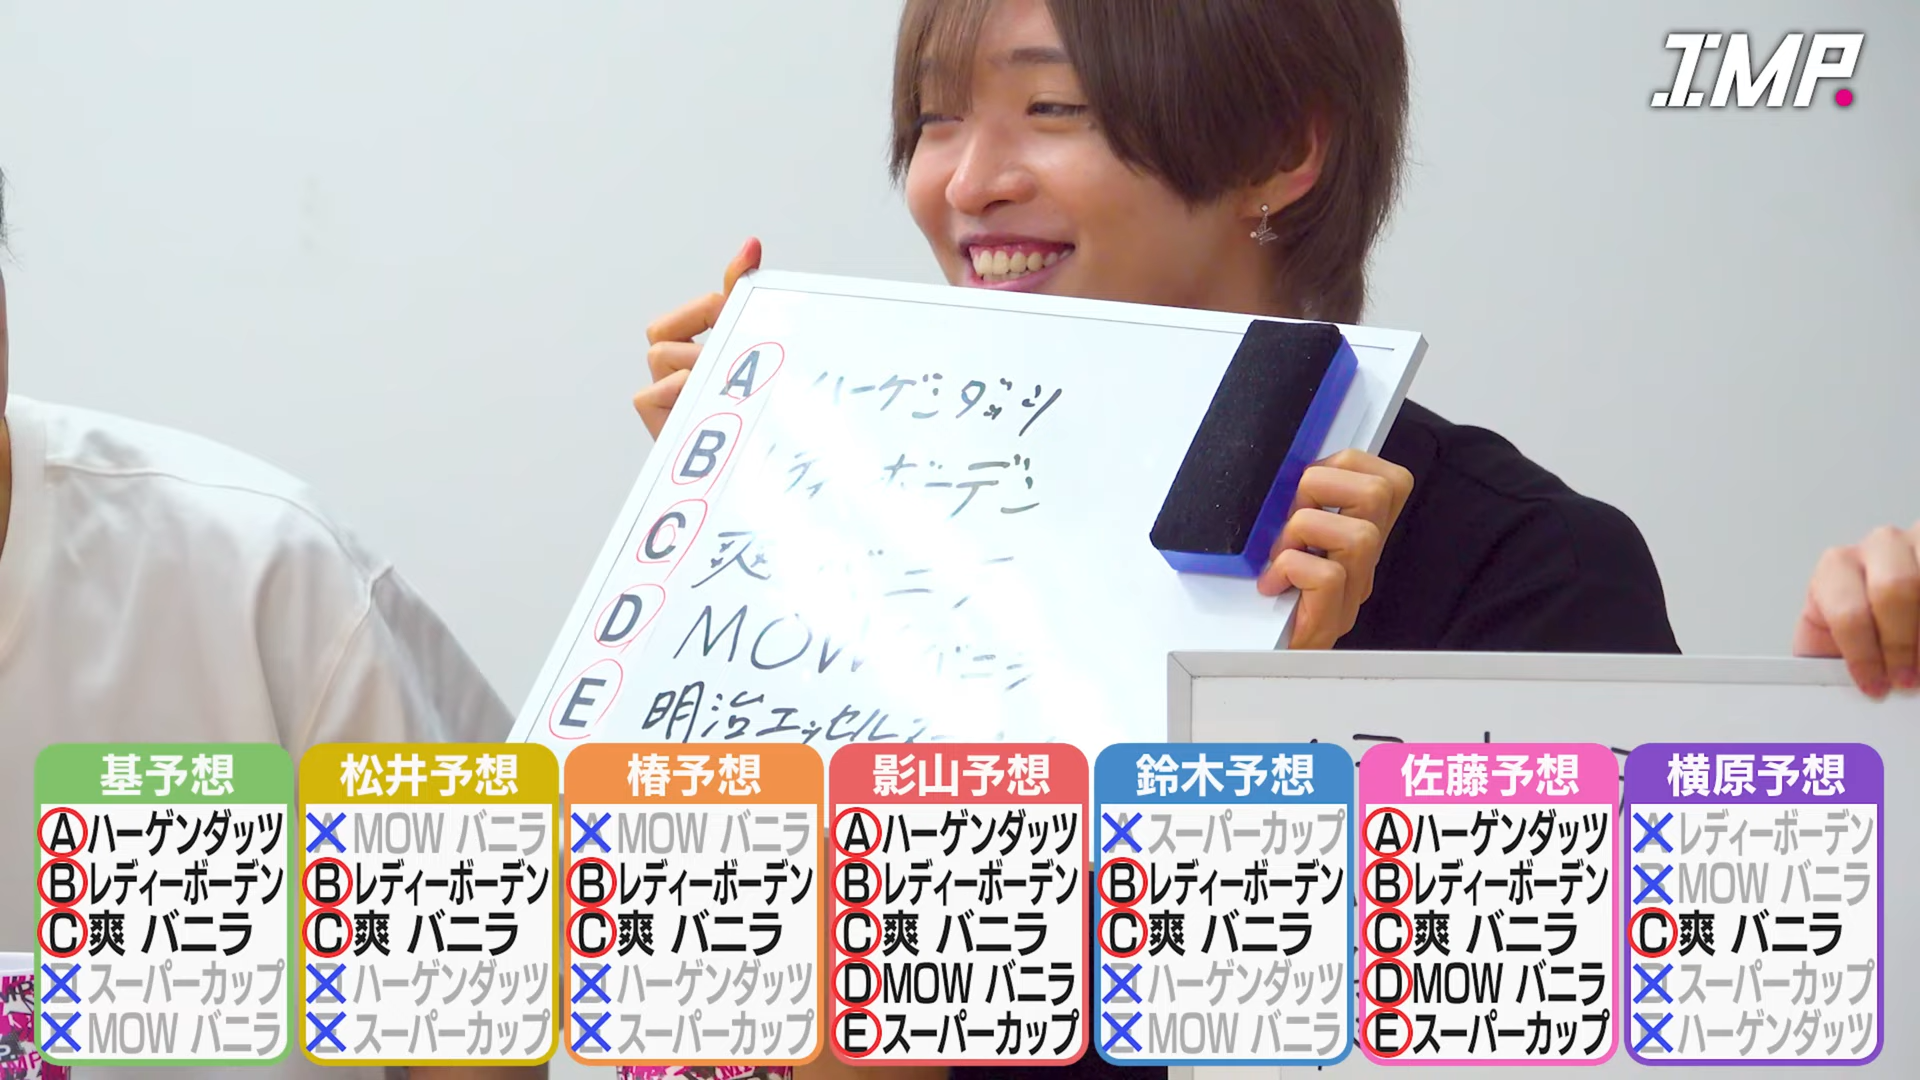 IMP.
A ハーゲンダッツ
B レディーボーデン
C 爽 バニラ
D MOW バニラ
E 明治エッセルスー
基予想
A ハーゲンダッツ
B レディーボーデン
C 爽 バニラ
スーパーカップ
MOW バニラ
松井予想
A MOW バニラ
B レディーボーデン
C 爽 バニラ
ハーゲンダッツ
スーパーカップ
椿予想
A MOW バニラ
B レディーボーデン
C 爽 バニラ
ハーゲンダッツ
スーパーカップ
影山予想
A ハーゲンダッツ
B レディーボーデン
C 爽 バニラ
D MOW バニラ
E スーパーカップ
鈴木予想
A スーパーカップ
B レディーボーデン
C 爽 バニラ
ハーゲンダッツ
MOW バニラ
佐藤予想
A ハーゲンダッツ
B レディーボーデン
C 爽 バニラ
D MOW バニラ
E スーパーカップ
横原予想
A レディーボーデン
B MOW バニラ
C 爽 バニラ
スーパーカップ
ハーゲンダッツ